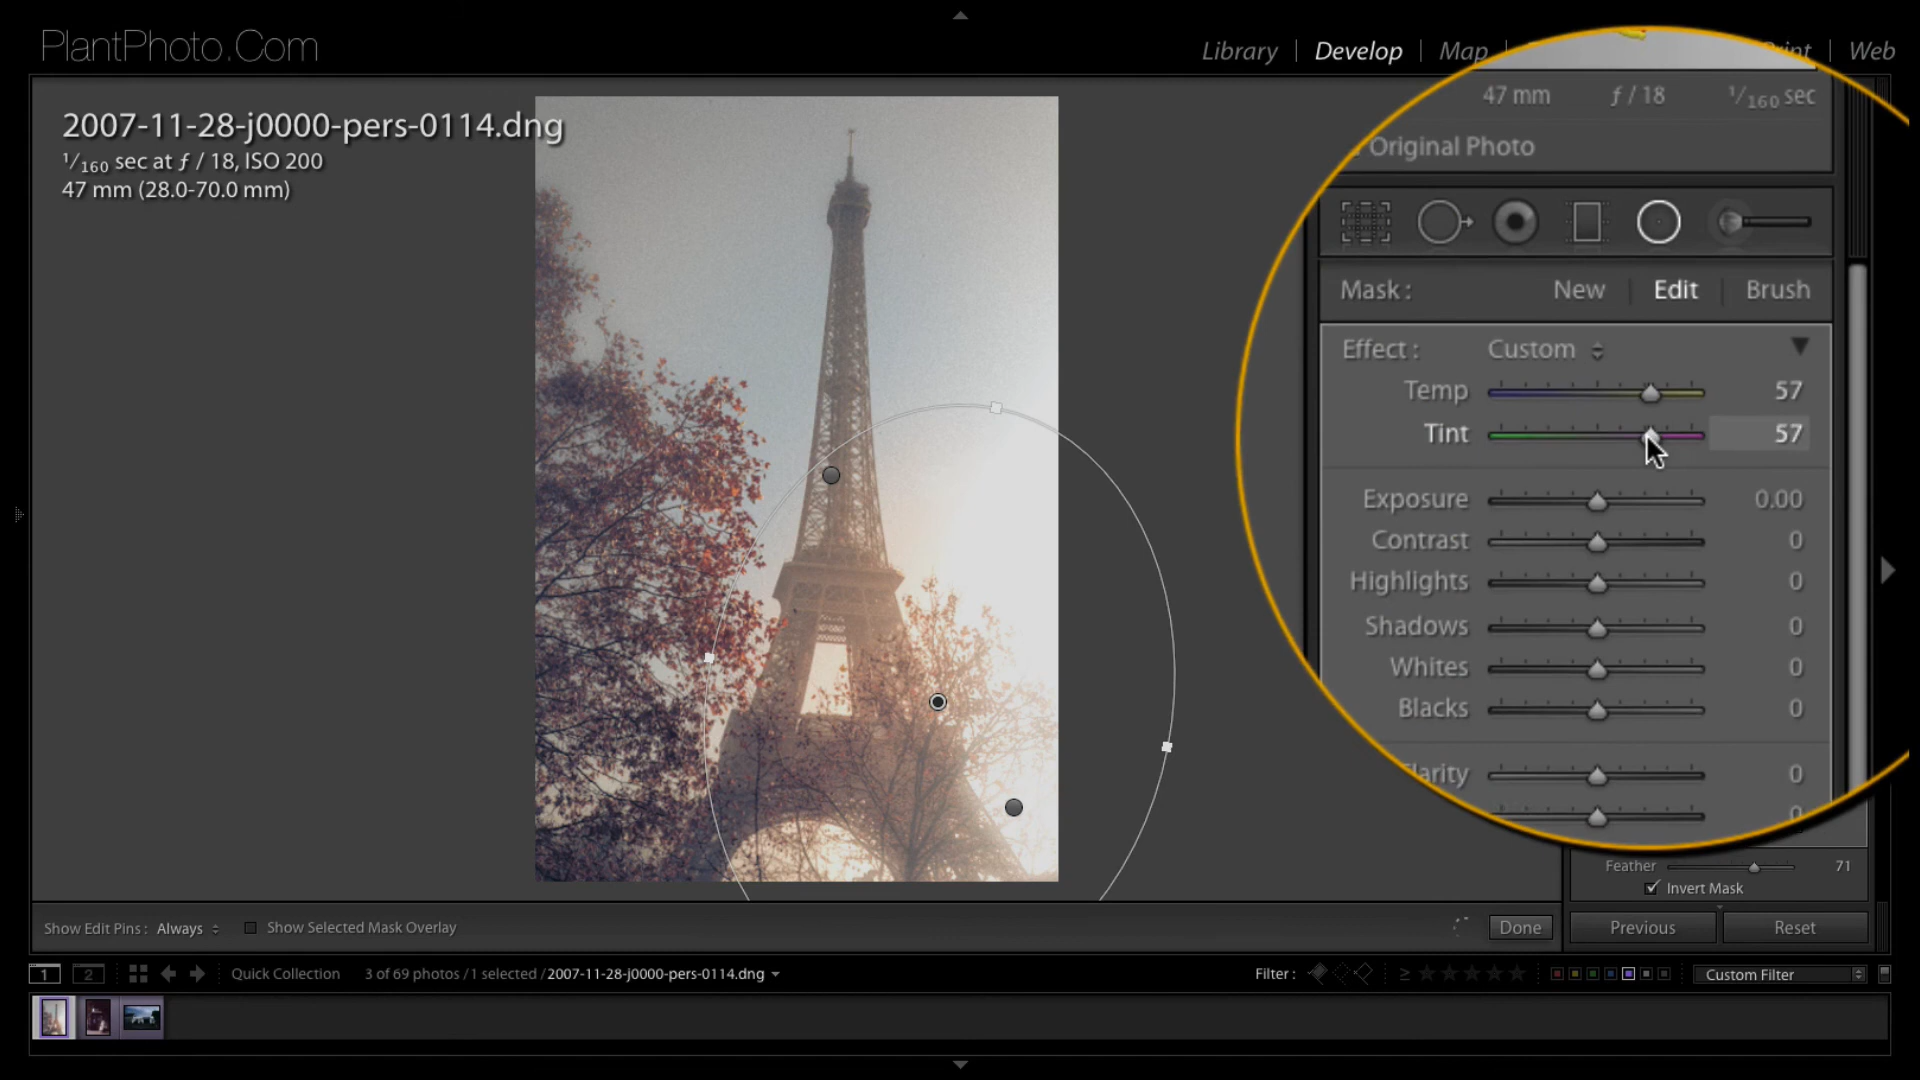 PlantPhoto.Com
Library | Develop | Map | Print | Web
2007-11-28-j0000-pers-0114.dng
1/160 sec at ƒ / 18, ISO 200
47 mm (28.0-70.0 mm)
47 mm ƒ / 18 1/160 sec
Original Photo
Mask : New | Edit | Brush
Effect : Custom
Temp 57
Tint 57
Exposure 0.00
Contrast 0
Highlights 0
Shadows 0
Whites 0
Blacks 0
Clarity 0
0
Feather 71
Invert Mask
Show Edit Pins : Always Show Selected Mask Overlay Done Previous Reset
1 2 Quick Collection 3 of 69 photos / 1 selected / 2007-11-28-j0000-pers-0114.dng Filter : ≥ Custom Filter